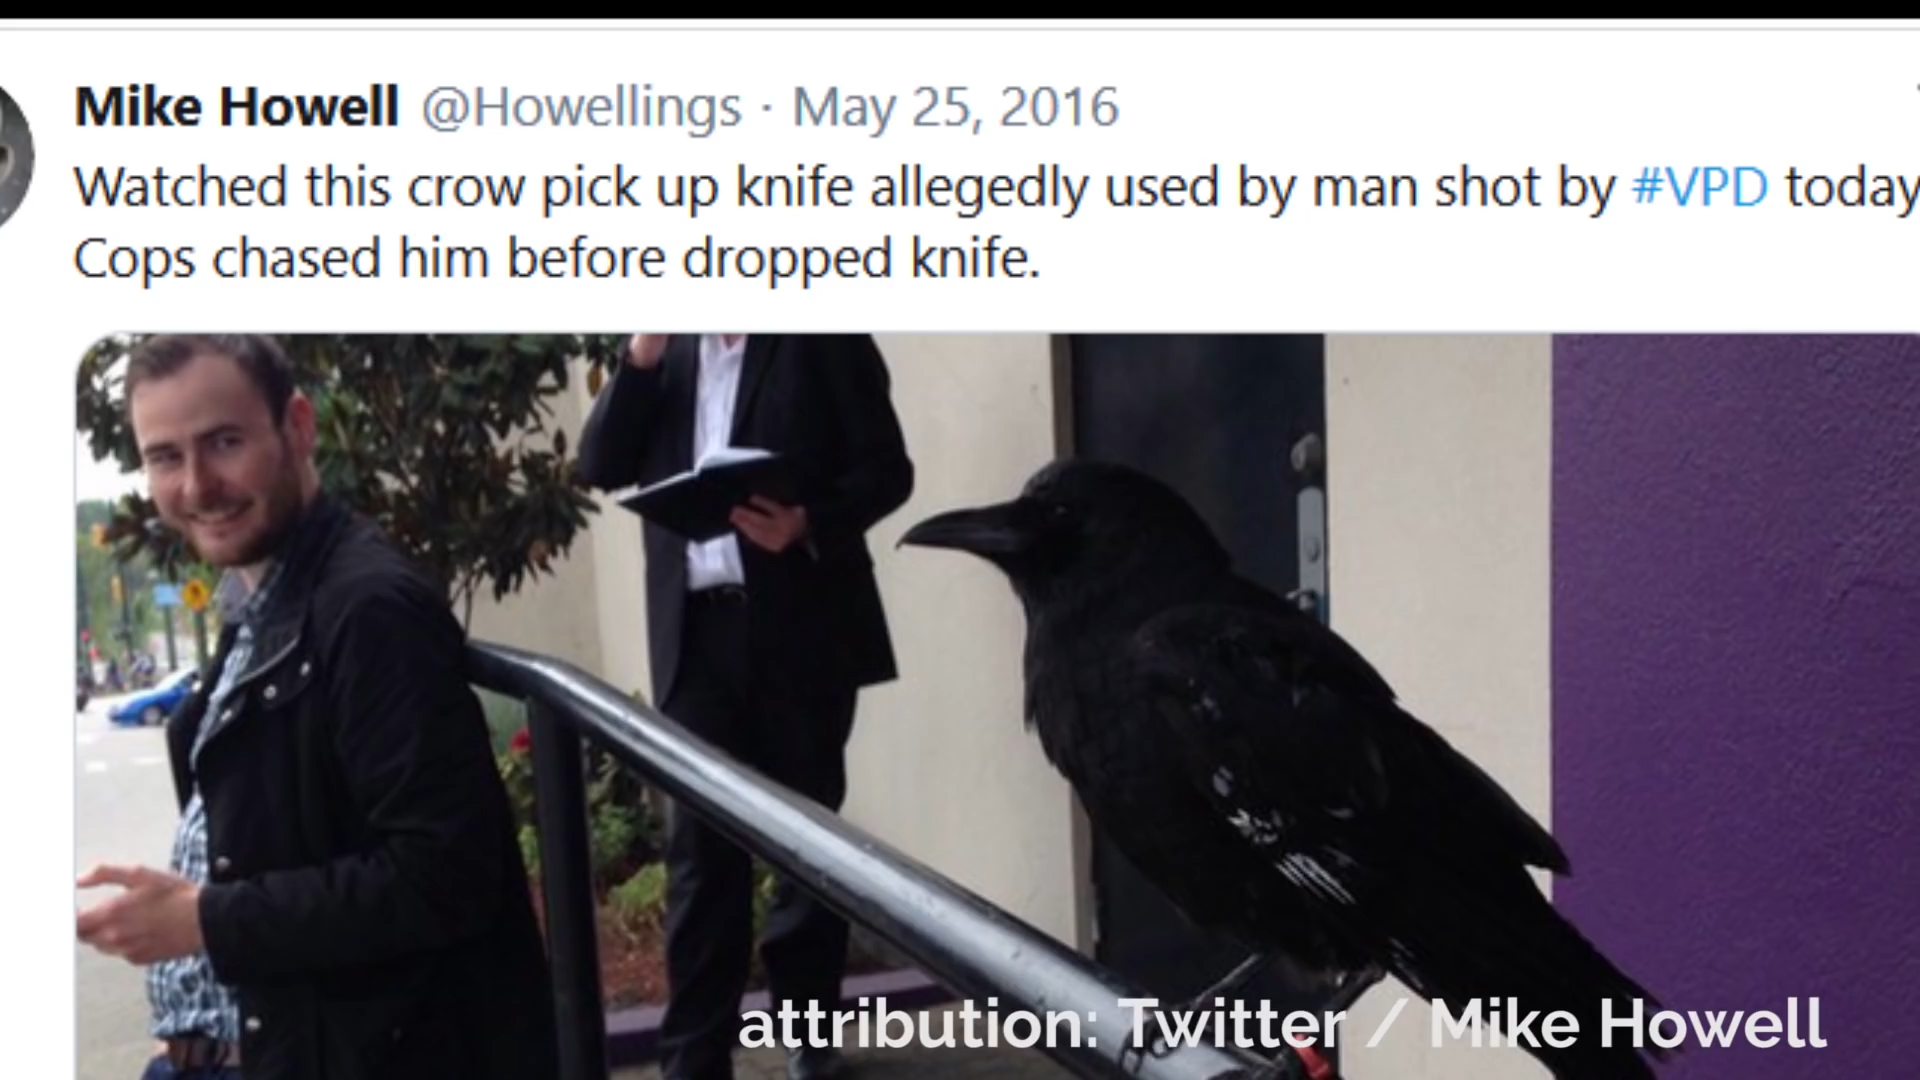 Mike Howell @Howellings · May 25, 2016
Watched this crow pick up knife allegedly used by man shot by #VPD today
Cops chased him before dropped knife.
attribution: Twitter / Mike Howell